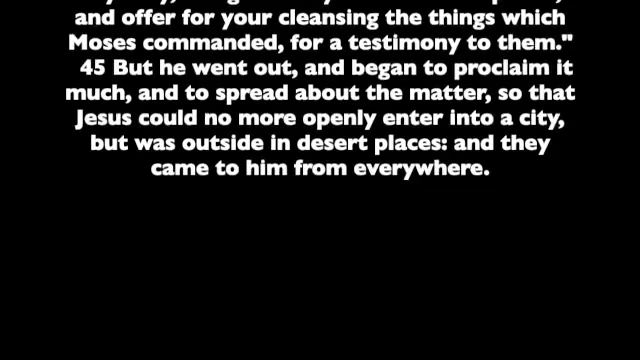 and offer for your cleansing the things which
Moses commanded, for a testimony to them."
45 But he went out, and began to proclaim it
much, and to spread about the matter, so that
Jesus could no more openly enter into a city,
but was outside in desert places: and they
came to him from everywhere.